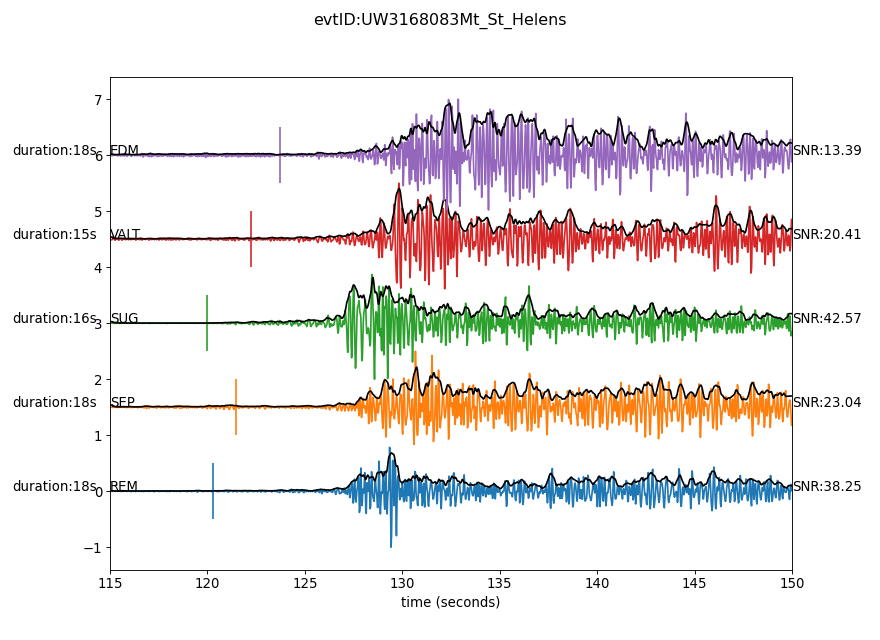 evtID:UW3168083Mt_St_Helens
7
duration:18s EDM 6 SNR:13.39
5
duration:15s VALT SNR:20.41
4
duration:16s SUG 3 SNR:42.57
2
duration:18s SEP SNR:23.04
1
duration:18s REM 0 SNR:38.25
−1
115 120 125 130 135 140 145 150
time (seconds)